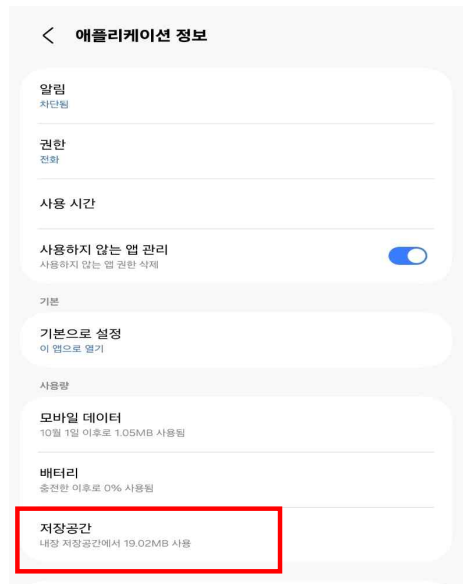 애플리케이션 정보
알림
차단됨
권한
전화
사용 시간
사용하지 않는 앱 관리
사용하지 않는 앱 권한 삭제
기본
기본으로 설정
이 앱으로 열기
사용량
모바일 데이터
10월 1일 이후로 1.05MB 사용됨
배터리
충전한 이후로 0% 사용됨
저장공간
내장 저장공간에서 19.02MB 사용